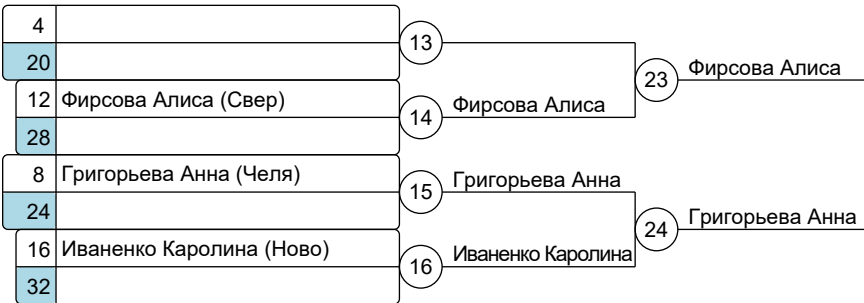 4
13
20
23 Фирсова Алиса
12 Фирсова Алиса (Свер)
14 Фирсова Алиса
28
8 Григорьева Анна (Челя)
15 Григорьева Анна
24
24 Григорьева Анна
16 Иваненко Каролина (Ново)
16 Иваненко Каролина
32